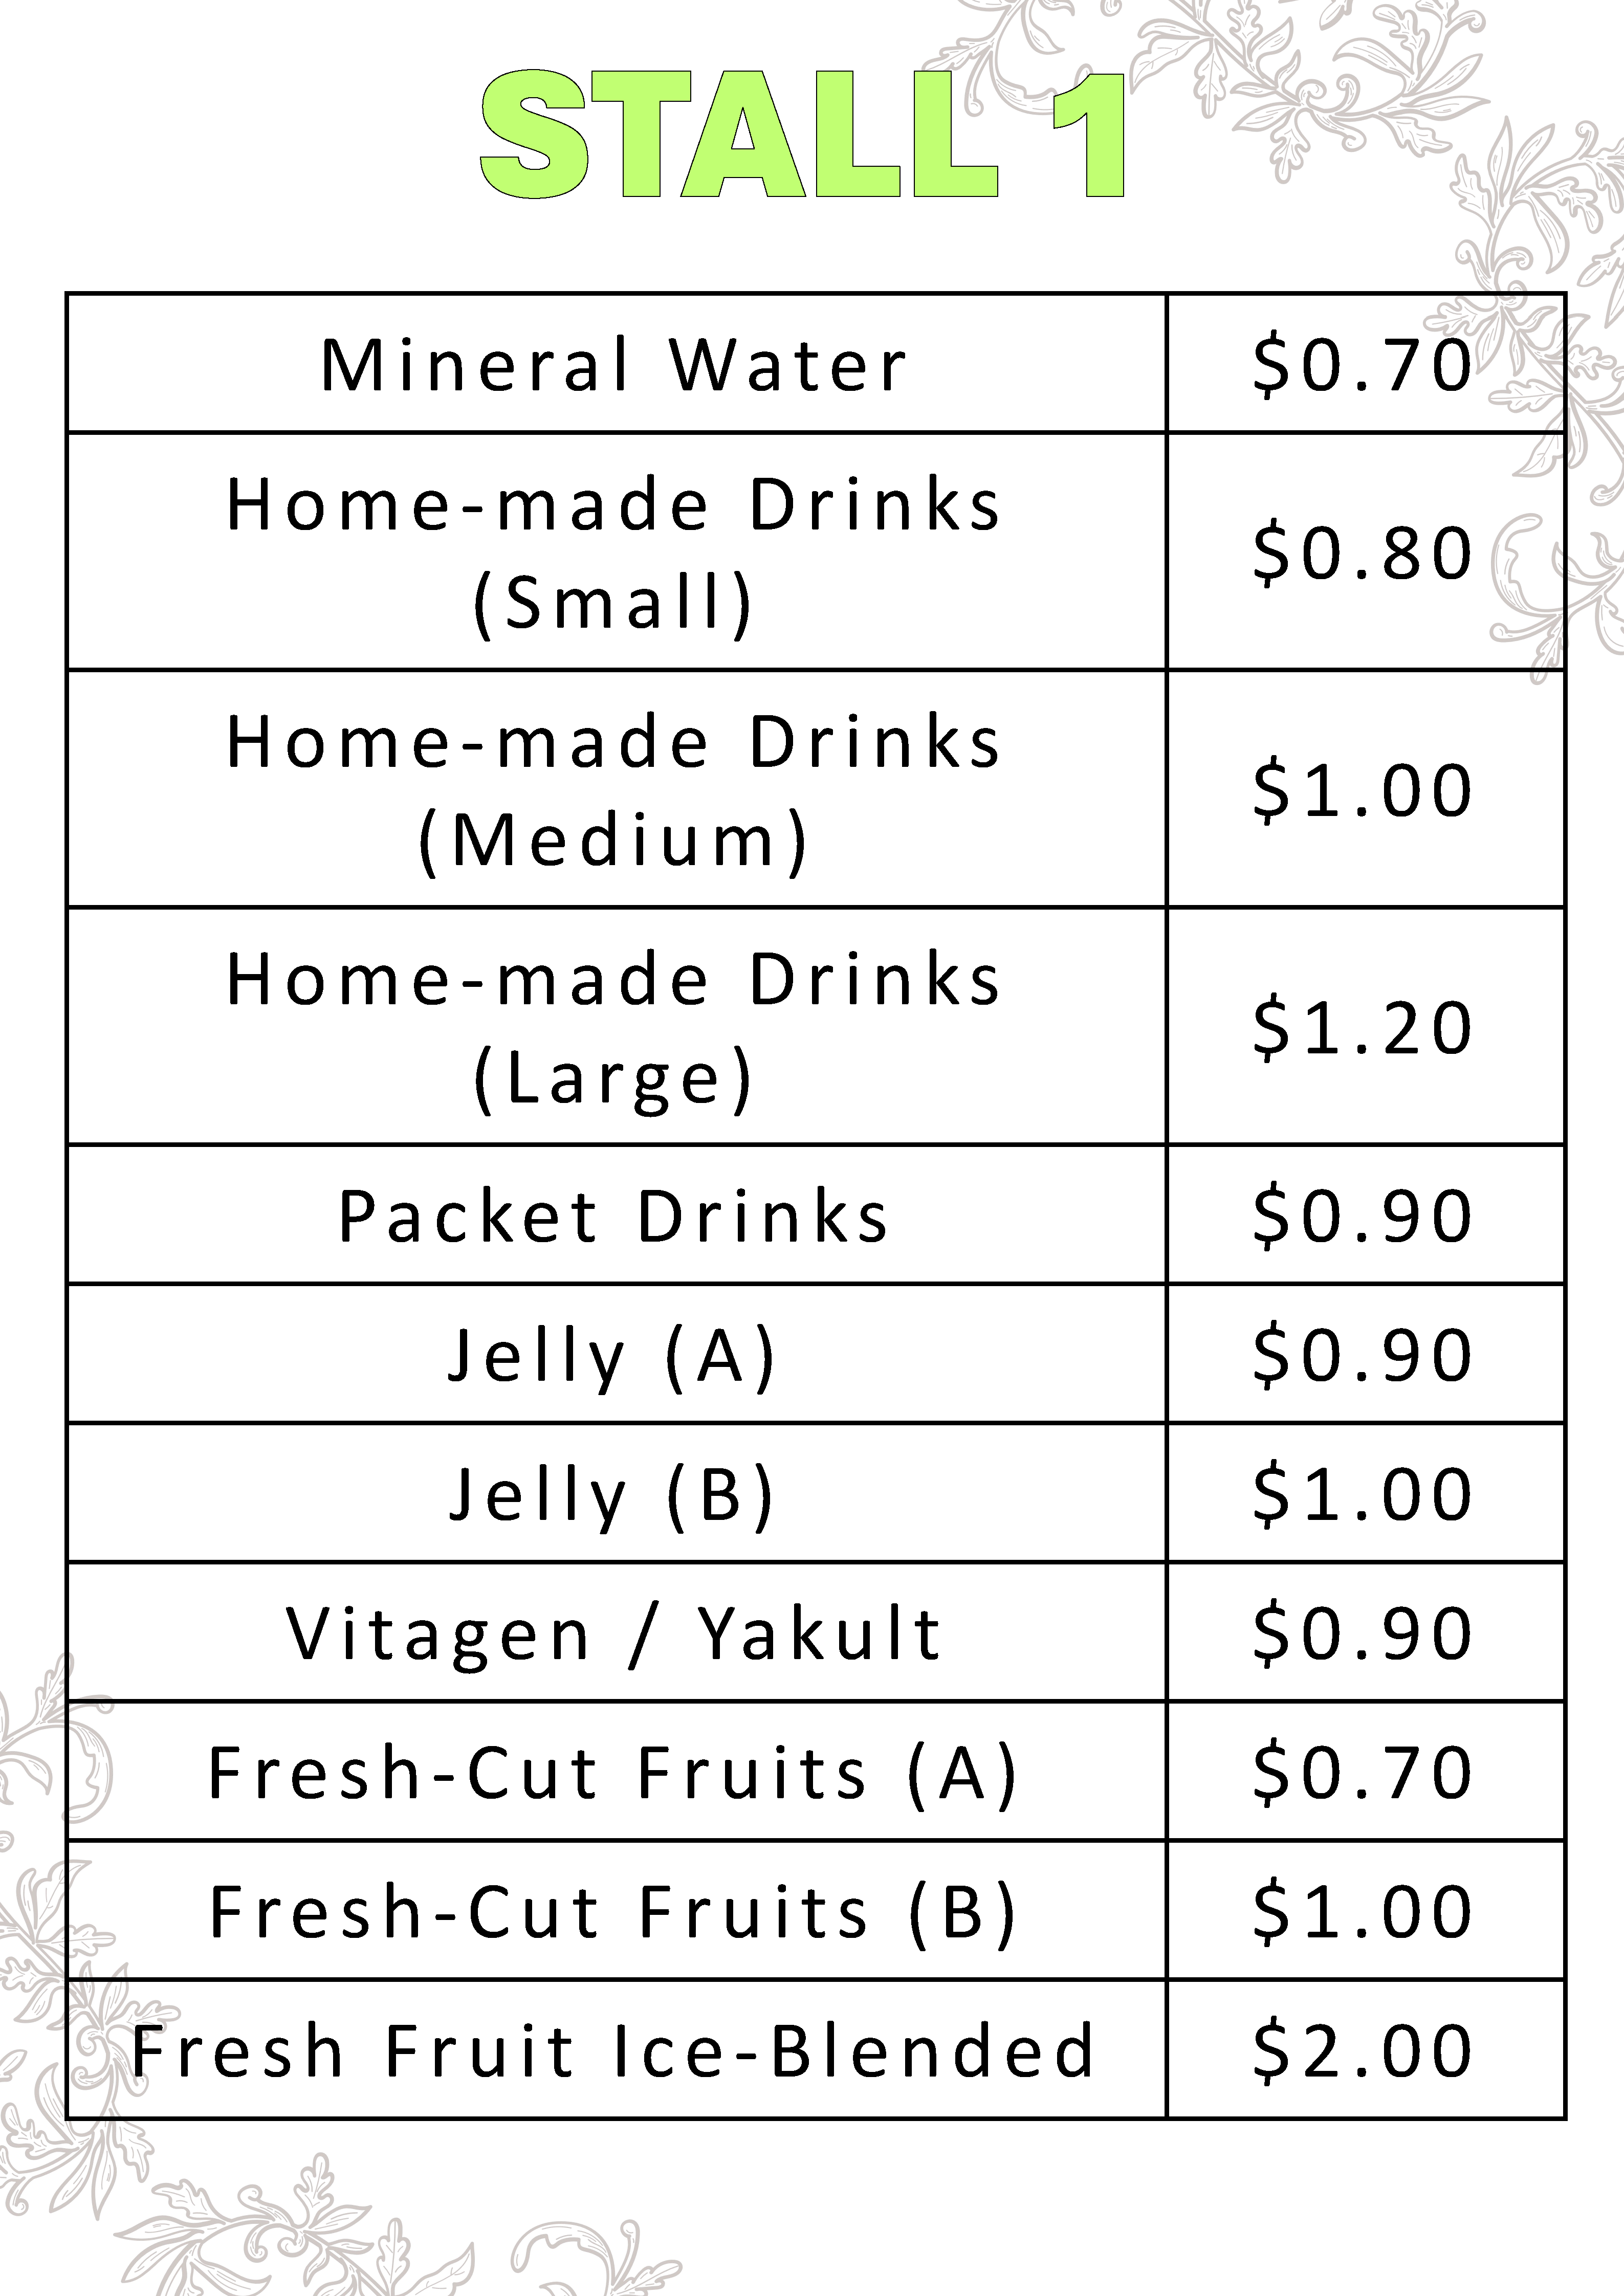 STALL 1
Mineral Water $0.70
Home-made Drinks
(Small) $0.80
Home-made Drinks
(Medium) $1.00
Home-made Drinks
(Large) $1.20
Packet Drinks $0.90
Jelly (A) $0.90
Jelly (B) $1.00
Vitagen / Yakult $0.90
Fresh-Cut Fruits (A) $0.70
Fresh-Cut Fruits (B) $1.00
Fresh Fruit Ice-Blended $2.00